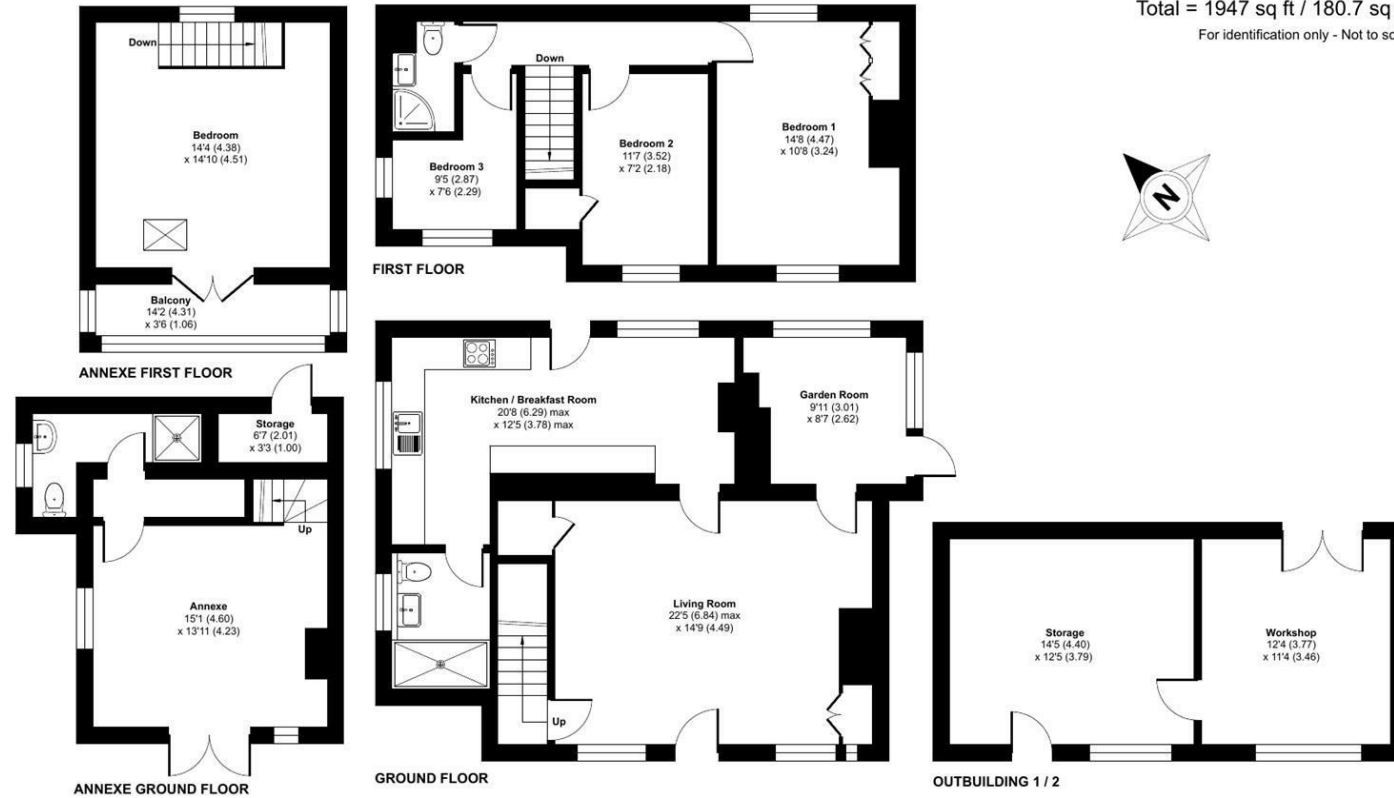 Total = 1947 sq ft / 180.7 sq
For identification only - Not to sc
Down
Bedroom
14'4 (4.38)
x 14'10 (4.51)
Balcony
14'2 (4.31)
x 3'6 (1.06)
ANNEXE FIRST FLOOR
Down
Bedroom 3
9'5 (2.87)
x 7'6 (2.29)
Bedroom 2
11'7 (3.52)
x 7'2 (2.18)
Bedroom 1
14'8 (4.47)
x 10'8 (3.24)
FIRST FLOOR
N
Storage
6'7 (2.01)
x 3'3 (1.00)
Up
Annexe
15'1 (4.60)
x 13'11 (4.23)
ANNEXE GROUND FLOOR
Kitchen / Breakfast Room
20'8 (6.29) max
x 12'5 (3.78) max
Garden Room
9'11 (3.01)
x 8'7 (2.62)
Living Room
22'5 (6.84) max
x 14'9 (4.49)
Up
GROUND FLOOR
Storage
14'5 (4.40)
x 12'5 (3.79)
Workshop
12'4 (3.77)
x 11'4 (3.46)
OUTBUILDING 1 / 2